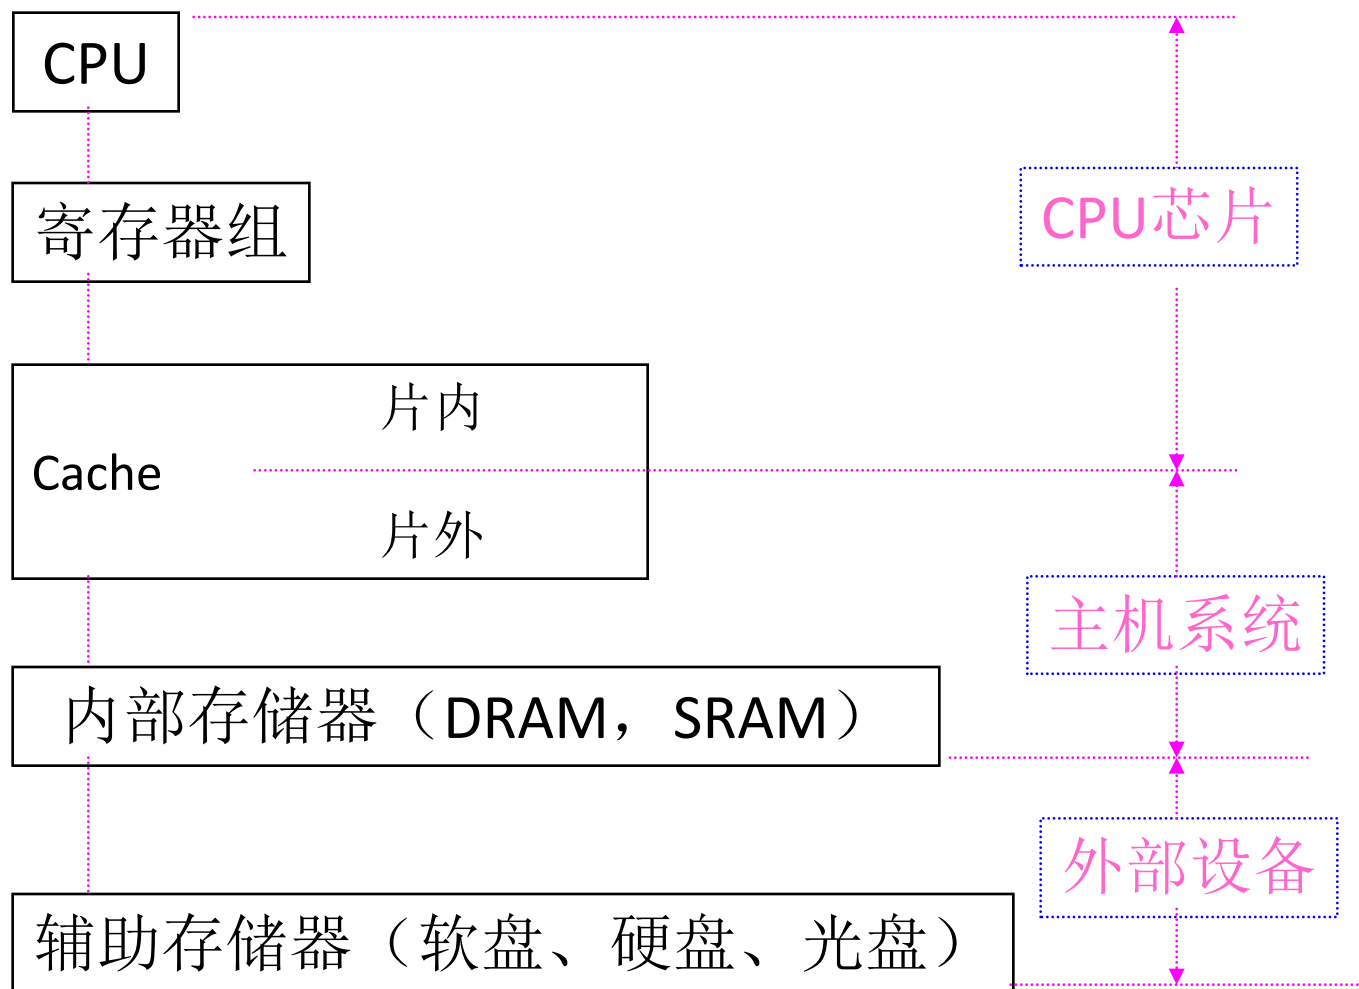 CPU
寄存器组
CPU芯片
片内
Cache
片外
主机系统
内部存储器（DRAM，SRAM）
外部设备
辅助存储器（软盘、硬盘、光盘）